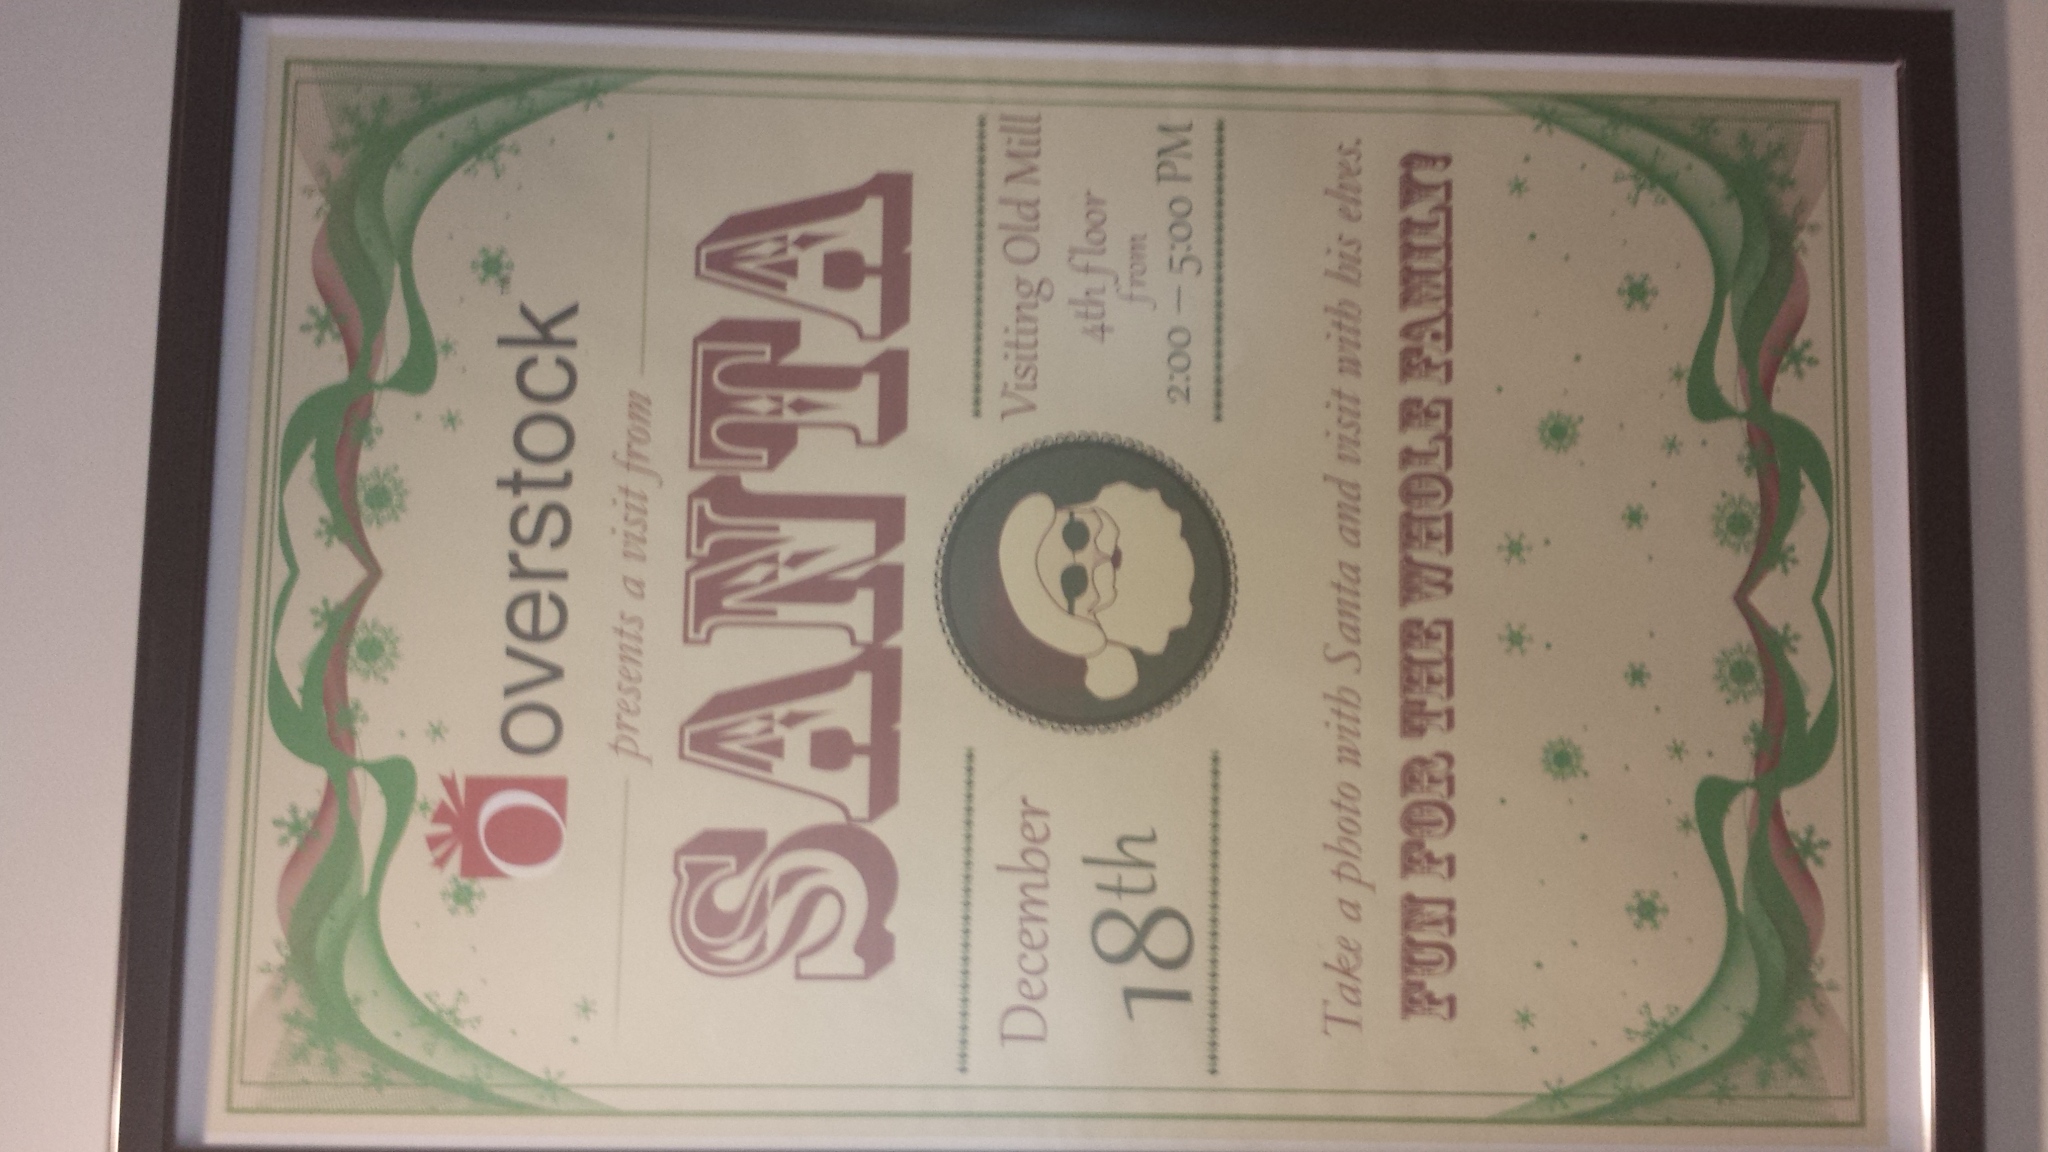 overstock
presents a visit from
SANTA
December
18th
Visiting Old Mill
4th floor
from
2:00 – 5:00 PM
Take a photo with Santa and visit with his elves.
FUN FOR THE WHOLE FAMILY!